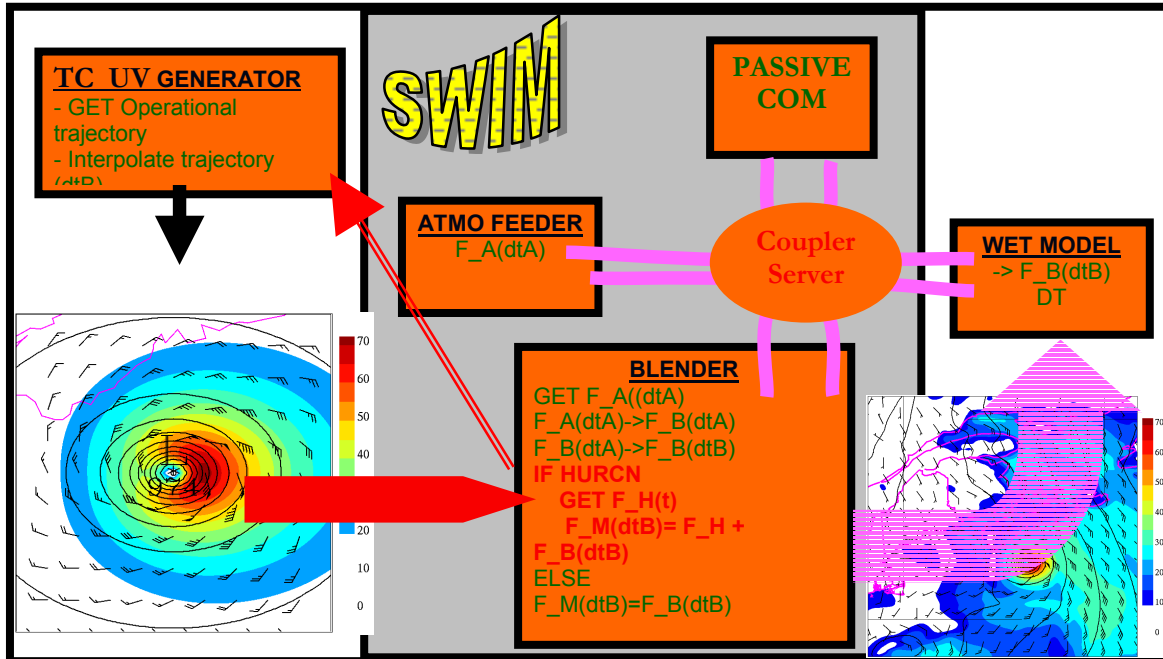 TC UV GENERATOR
- GET Operational
trajectory
- Interpolate trajectory
(dtB)
SWIM
PASSIVE
COM
ATMO FEEDER
F_A(dtA)
Coupler
Server
WET MODEL
-> F_B(dtB)
DT
BLENDER
GET F_A((dtA)
F_A(dtA)->F_B(dtA)
F_B(dtA)->F_B(dtB)
IF HURCN
GET F_H(t)
F_M(dtB)= F_H +
F_B(dtB)
ELSE
F_M(dtB)=F_B(dtB)
70
60
50
40
30
20
10
0
70
60
50
40
30
20
10
0